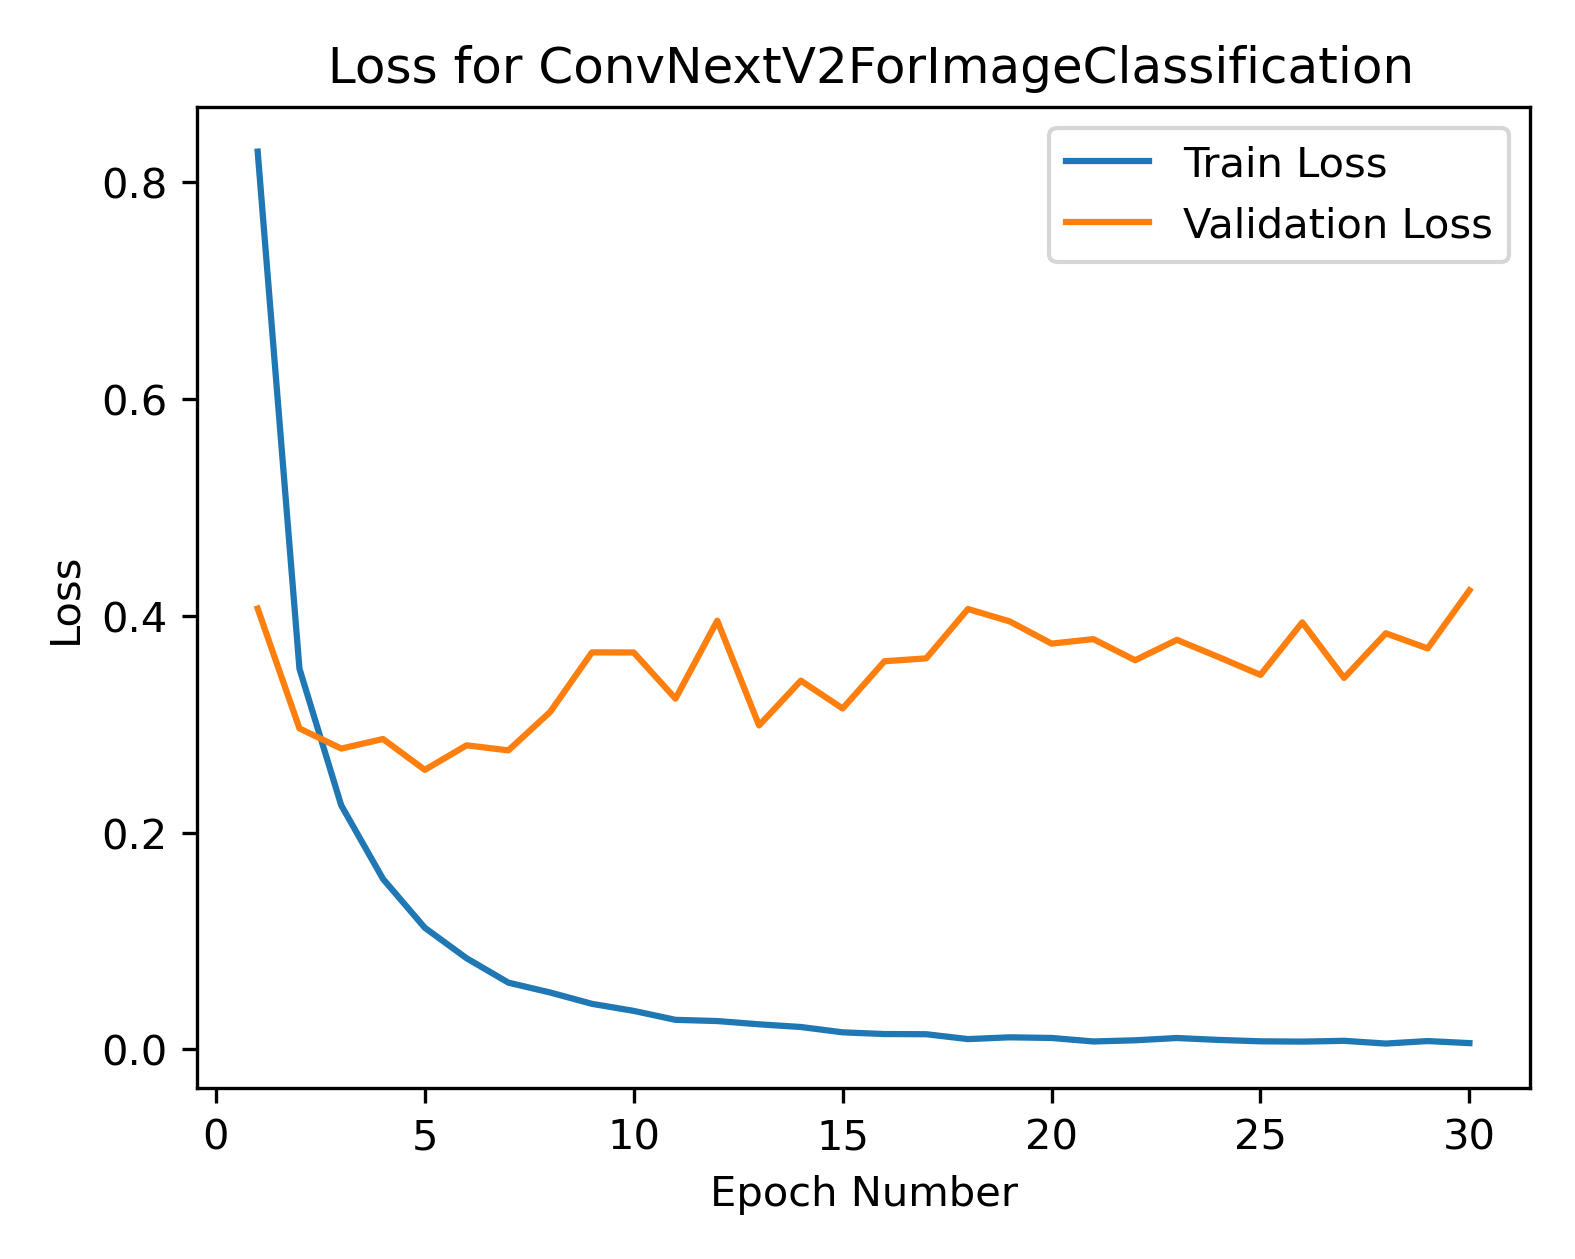 Loss for ConvNextV2ForImageClassification
Train Loss
Validation Loss
Loss
0.8
0.6
0.4
0.2
0.0
0 5 10 15 20 25 30
Epoch Number